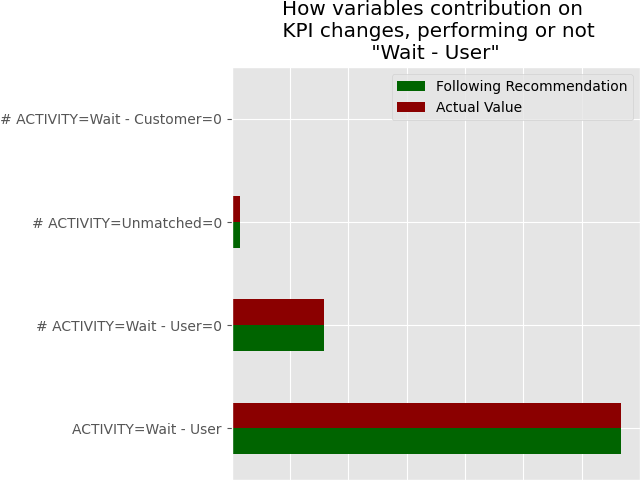 How variables contribution on
KPI changes, performing or not
"Wait - User"
Following Recommendation
Actual Value
# ACTIVITY=Wait - Customer=0
# ACTIVITY=Unmatched=0
# ACTIVITY=Wait - User=0
ACTIVITY=Wait - User